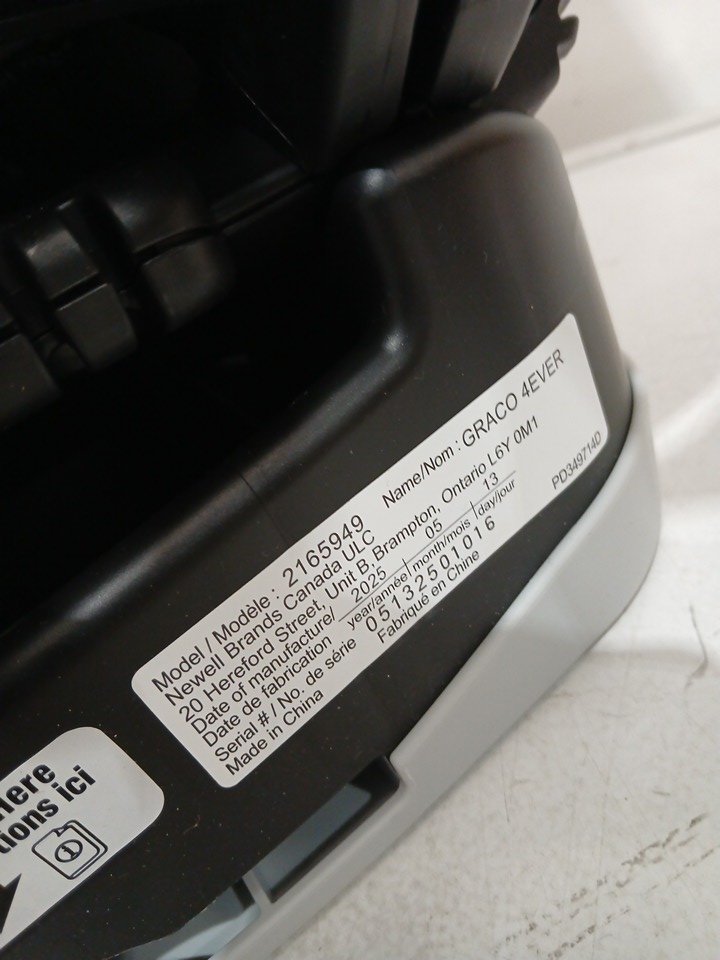 Model / Modèle : 2165949 Name/Nom : GRACO 4EVER
Newell Brands Canada ULC
20 Hereford Street, Unit B, Brampton, Ontario L6Y 0M1
Date of manufacture/ 2025 05 13
Date de fabrication year/année month/mois day/jour
Serial # / No. de série 05132501016
Made in China Fabriqué en Chine
PD349714D
Here
tions ici